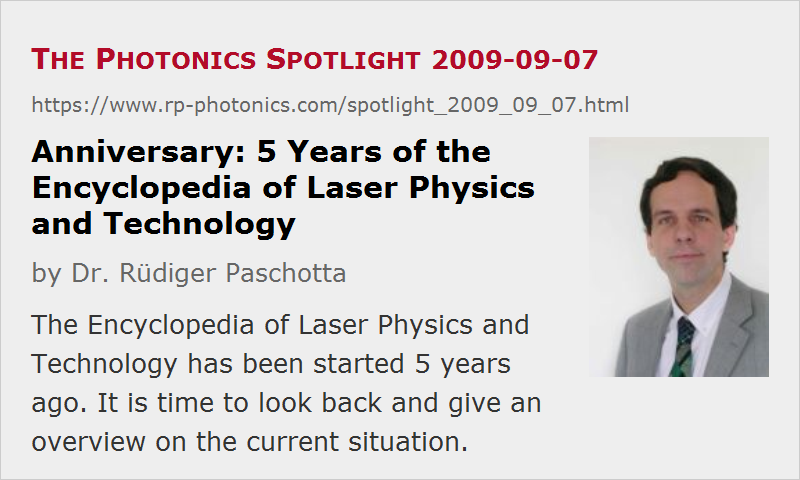 The Photonics Spotlight 2009-09-07
https://www.rp-photonics.com/spotlight_2009_09_07.html
Anniversary: 5 Years of the
Encyclopedia of Laser Physics
and Technology
by Dr. Rüdiger Paschotta
The Encyclopedia of Laser Physics and
Technology has been started 5 years
ago. It is time to look back and give an
overview on the current situation.